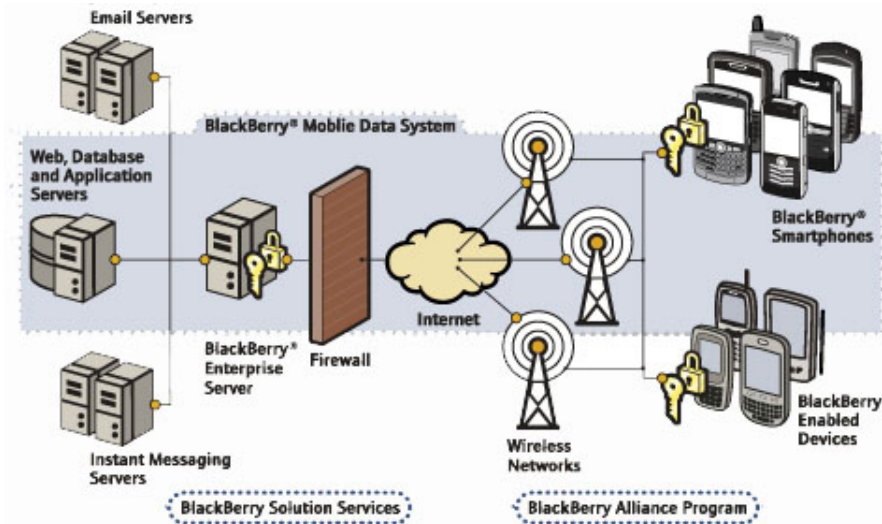 Email Servers
BlackBerry® Moblie Data System
Web, Database
and Application
Servers
BlackBerry®
Smartphones
Internet
BlackBerry®
Enterprise
Server
Firewall
BlackBerry
Enabled
Devices
Wireless
Networks
Instant Messaging
Servers
BlackBerry Solution Services
BlackBerry Alliance Program